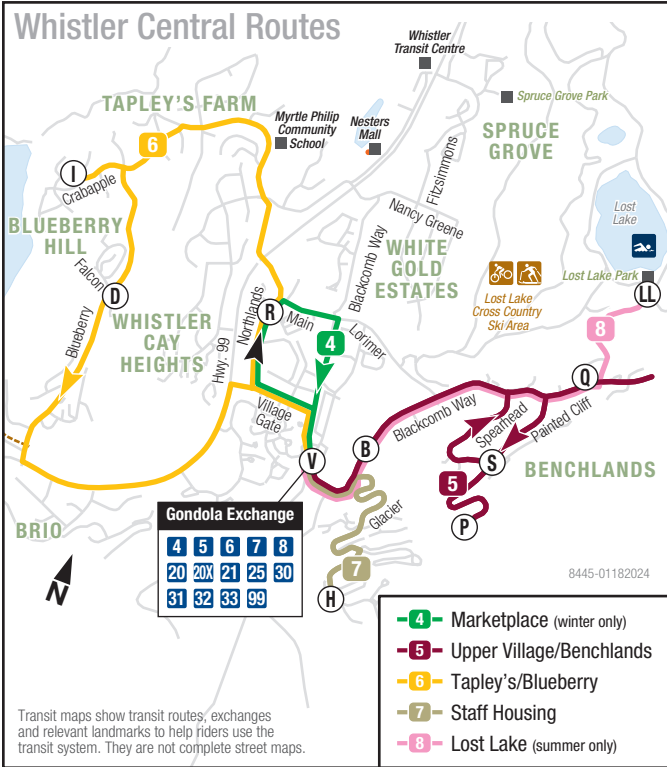 Whistler Central Routes
Whistler
Transit Centre
Spruce Grove Park
TAPLEY'S FARM
Myrtle Philip
Community
School
Nesters
Mall
SPRUCE
GROVE
6
I
Crabapple
Fitzsimmons
Nancy Greene
Lost
Lake
BLUEBERRY
HILL
Falcon
D
Blueberry
WHISTLER
CAY
HEIGHTS
Hwy. 99
Northlands
R
Main
4
Lorimer
Blackcomb Way
WHITE
GOLD
ESTATES
Lost Lake
Cross Country
Ski Area
Lost Lake Park
LL
8
Village
Gate
V
B
Blackcomb Way
Spearhead
Painted Cliff
Q
S
5
P
BENCHLANDS
Glacier
7
H
BRIO
N
Gondola Exchange
4 5 6 7 8
20 20X 21 25 30
31 32 33 99
8445-01182024
4 Marketplace (winter only)
5 Upper Village/Benchlands
6 Tapley's/Blueberry
7 Staff Housing
8 Lost Lake (summer only)
Transit maps show transit routes, exchanges
and relevant landmarks to help riders use the
transit system. They are not complete street maps.